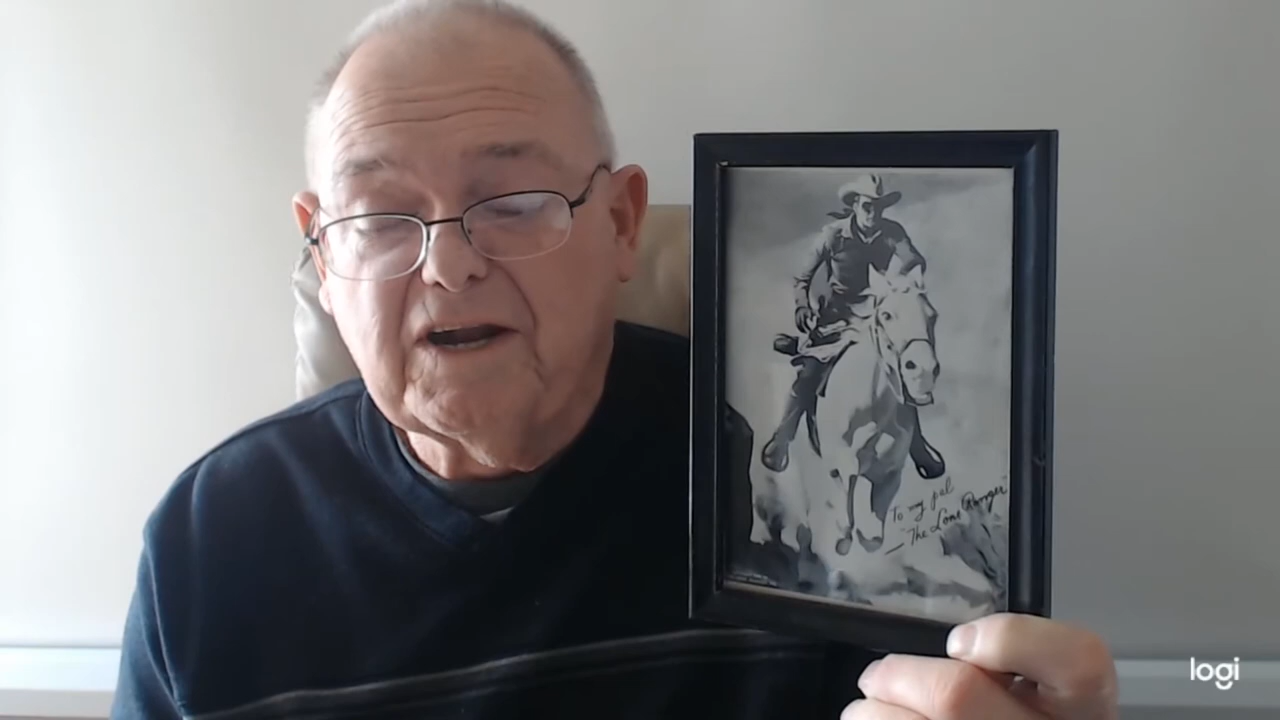 To my pal
— "The Lone Ranger"
logi